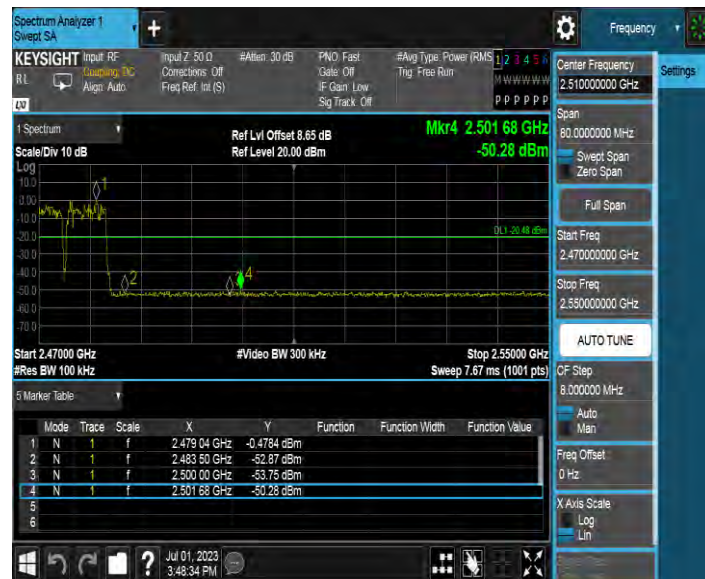 Spectrum Analyzer 1
Swept SA
Frequency
KEYSIGHT
RL
Input: RF
Coupling: DC
Align: Auto
Input Z: 50 Ω
Corrections: Off
Freq Ref: Int (S)
#Atten: 30 dB
PNO: Fast
Gate: Off
IF Gain: Low
Sig Track: Off
#Avg Type: Power (RMS
Trig: Free Run
1 2 3 4 5 6
M W W W W W
P P P P P P
LXI
1 Spectrum
Scale/Div 10 dB
Ref Lvl Offset 8.65 dB
Ref Level 20.00 dBm
Mkr4 2.501 68 GHz
-50.28 dBm
Log
10.0
0.00
-10.0
-20.0
-30.0
-40.0
-50.0
-60.0
-70.0
1
2
4
DL1 -20.48 dBm
Start 2.47000 GHz
#Video BW 300 kHz
Stop 2.55000 GHz
#Res BW 100 kHz
Sweep 7.67 ms (1001 pts)
5 Marker Table
Mode Trace Scale X Y Function Function Width Function Value
1 N 1 f 2.479 04 GHz -0.4784 dBm
2 N 1 f 2.483 50 GHz -52.87 dBm
3 N 1 f 2.500 00 GHz -53.75 dBm
4 N 1 f 2.501 68 GHz -50.28 dBm
5
6
?
Jul 01, 2023
3:48:34 PM
Center Frequency
2.510000000 GHz
Settings
Span
80.0000000 MHz
Swept Span
Zero Span
Full Span
Start Freq
2.470000000 GHz
Stop Freq
2.550000000 GHz
AUTO TUNE
CF Step
8.000000 MHz
Auto
Man
Freq Offset
0 Hz
X Axis Scale
Log
Lin